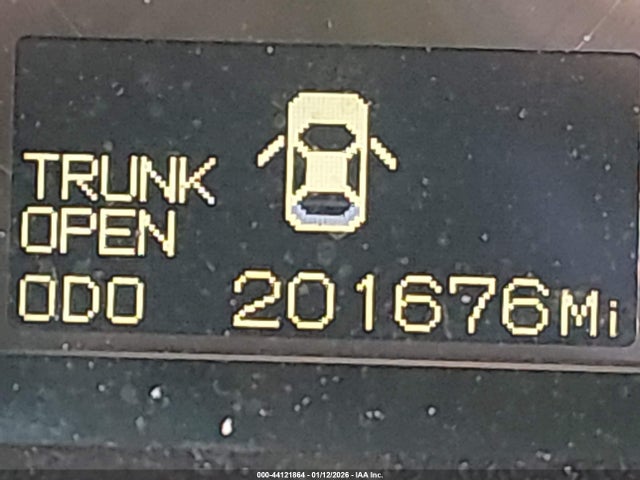 TRUNK
OPEN
ODO 201676Mi
000-44121864 - 01/12/2026 - IAA Inc.